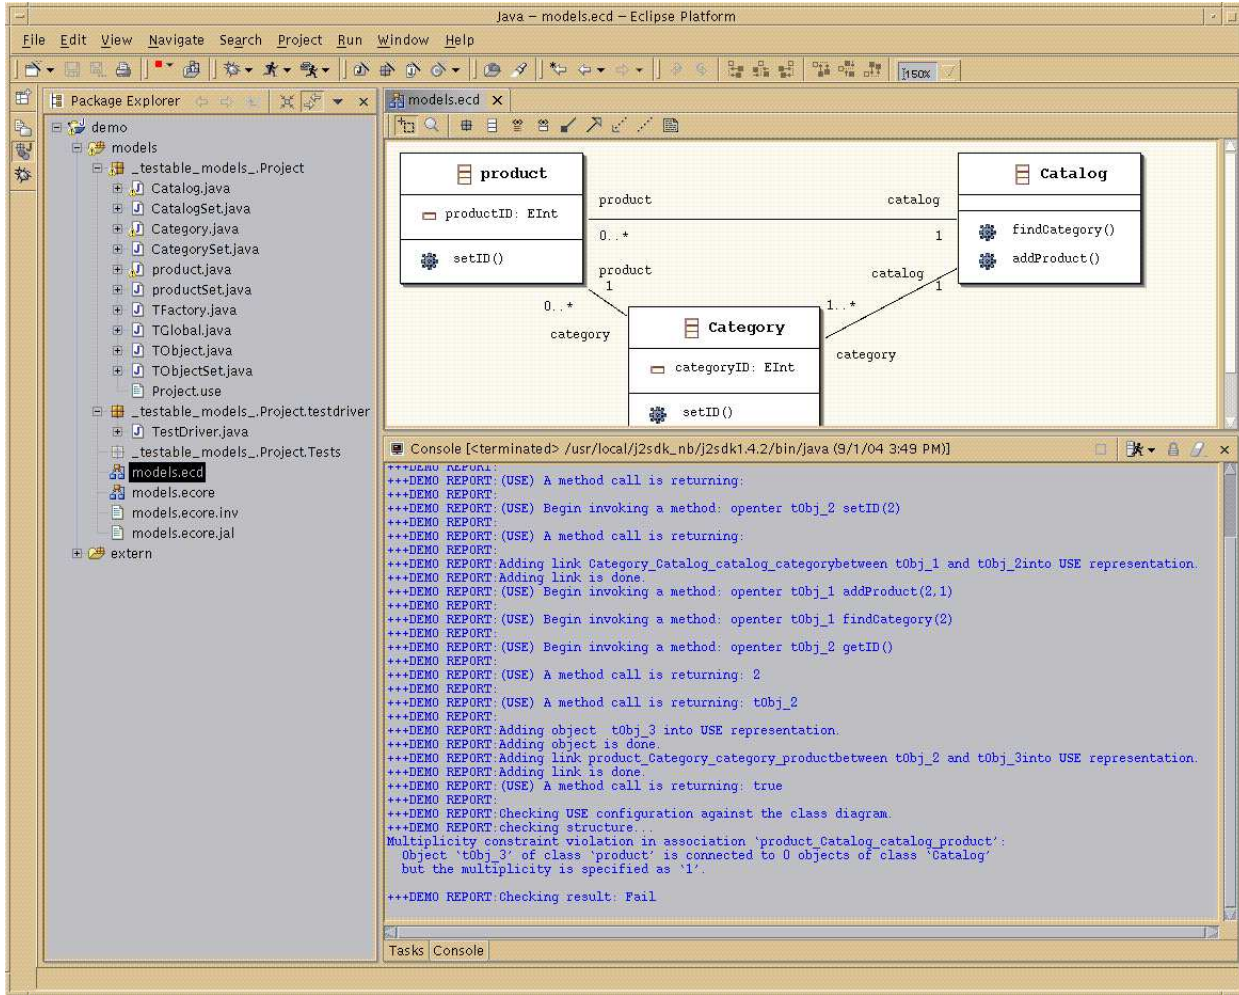 Java – models.ecd – Eclipse Platform
File Edit View Navigate Search Project Run Window Help
150%
Package Explorer
demo
models
_testable_models_.Project
Catalog.java
CatalogSet.java
Category.java
CategorySet.java
product.java
productSet.java
TFactory.java
TGlobal.java
TObject.java
TObjectSet.java
Project.use
_testable_models_.Project.testdriver
TestDriver.java
_testable_models_.Project.Tests
models.ecd
models.ecore
models.ecore.inv
models.ecore.jal
extern
models.ecd
product
productID: EInt
setID()
product
catalog
0..*
1
Catalog
findCategory()
addProduct()
product
1
0..*
category
catalog
1
1..*
category
Category
categoryID: EInt
setID()
Console [<terminated> /usr/local/j2sdk_nb/j2sdk1.4.2/bin/java (9/1/04 3:49 PM)]
+++DEMO REPORT:
+++DEMO REPORT:(USE) A method call is returning:
+++DEMO REPORT:
+++DEMO REPORT:(USE) Begin invoking a method: openter tObj_2 setID(2)
+++DEMO REPORT:
+++DEMO REPORT:(USE) A method call is returning:
+++DEMO REPORT:
+++DEMO REPORT:Adding link Category_Catalog_catalog_categorybetween tObj_1 and tObj_2into USE representation.
+++DEMO REPORT:Adding link is done.
+++DEMO REPORT:(USE) Begin invoking a method: openter tObj_1 addProduct(2,1)
+++DEMO REPORT:
+++DEMO REPORT:(USE) Begin invoking a method: openter tObj_1 findCategory(2)
+++DEMO REPORT:
+++DEMO REPORT:(USE) Begin invoking a method: openter tObj_2 getID()
+++DEMO REPORT:
+++DEMO REPORT:(USE) A method call is returning: 2
+++DEMO REPORT:
+++DEMO REPORT:(USE) A method call is returning: tObj_2
+++DEMO REPORT:
+++DEMO REPORT:Adding object  tObj_3 into USE representation.
+++DEMO REPORT:Adding object is done.
+++DEMO REPORT:Adding link product_Category_category_productbetween tObj_2 and tObj_3into USE representation.
+++DEMO REPORT:Adding link is done.
+++DEMO REPORT:(USE) A method call is returning: true
+++DEMO REPORT:
+++DEMO REPORT:Checking USE configuration against the class diagram.
+++DEMO REPORT:checking structure...
Multiplicity constraint violation in association `product_Catalog_catalog_product':
Object `tObj_3' of class `product' is connected to 0 objects of class `Catalog'
but the multiplicity is specified as `1'.
+++DEMO REPORT:Checking result: Fail
Tasks Console